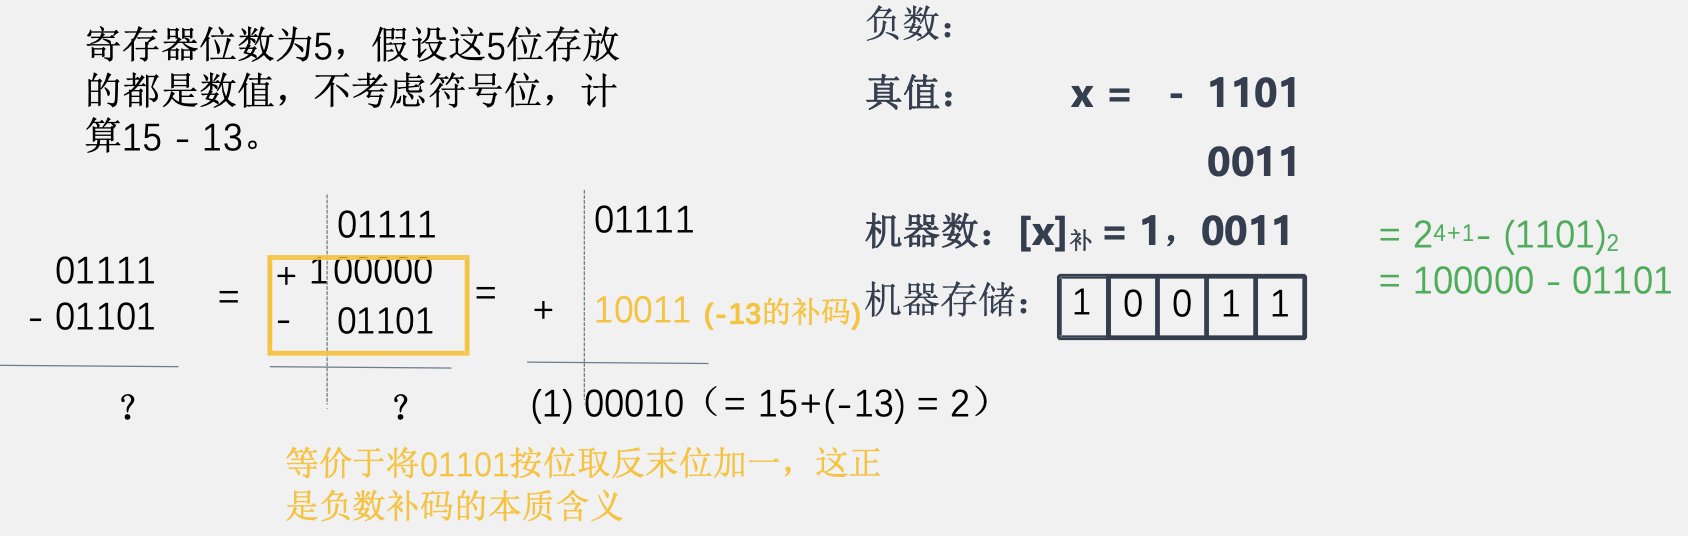 寄存器位数为5，假设这5位存放
的都是数值，不考虑符号位，计
算15 - 13。
01111
- 01101
?
=
01111
+ 100000
- 01101
?
=
01111
+ 10011 (-13的补码)
(1) 00010（= 15+(-13) = 2）
等价于将01101按位取反末位加一，这正
是负数补码的本质含义
负数：
真值： x = - 1101
0011
机器数：[x]补 = 1，0011
机器存储： 1 0 0 1 1
= 24+1- (1101)2
= 100000 - 01101